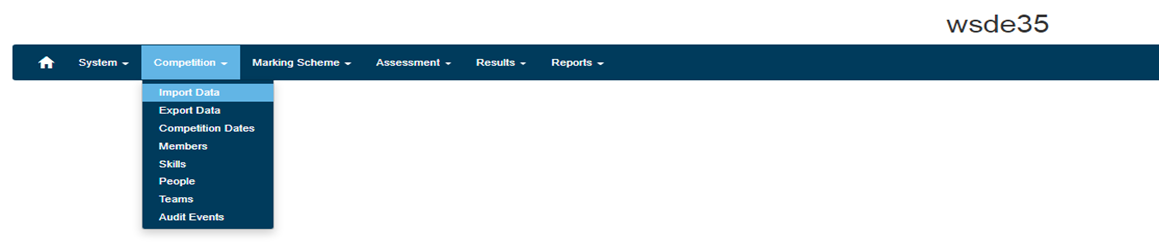 wsde35
System Competition Marking Scheme Assessment Results Reports
Import Data
Export Data
Competition Dates
Members
Skills
People
Teams
Audit Events